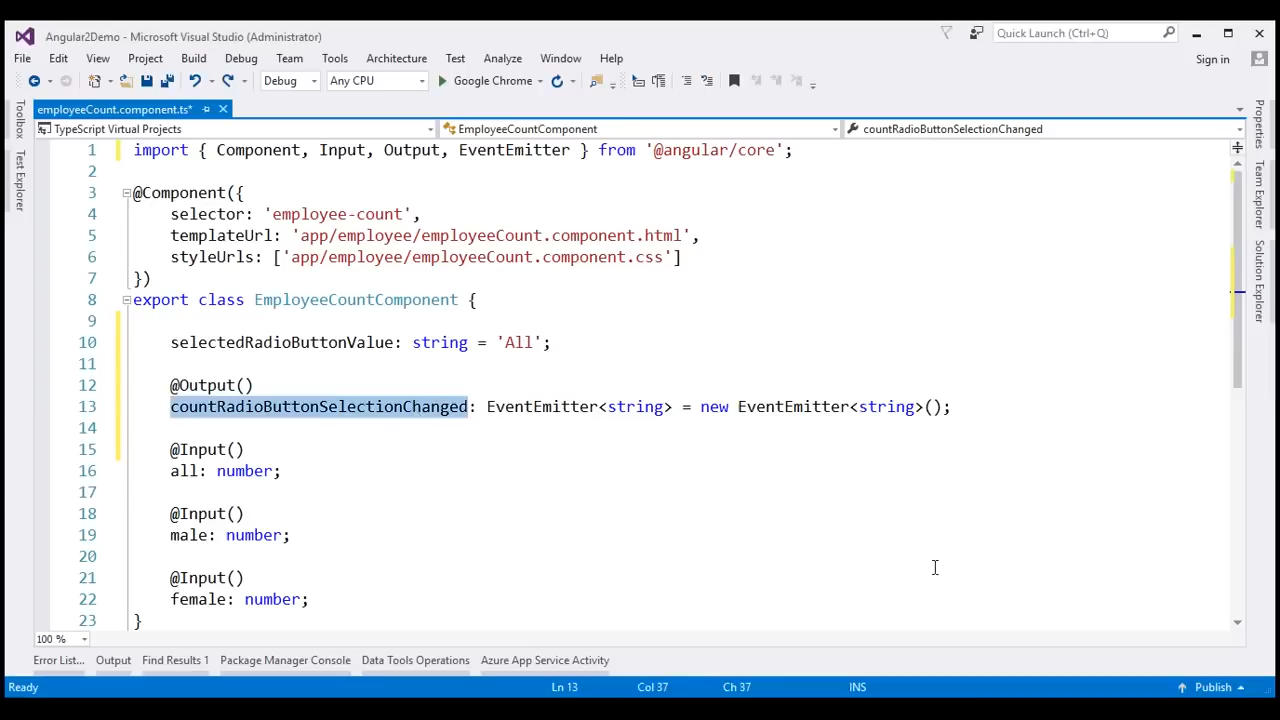 Angular2Demo - Microsoft Visual Studio (Administrator)
Quick Launch (Ctrl+Q)
File Edit View Project Build Debug Team Tools Architecture Test Analyze Window Help
Sign in
Debug Any CPU Google Chrome
Toolbox
Test Explorer
employeeCount.component.ts*
TypeScript Virtual Projects EmployeeCountComponent countRadioButtonSelectionChanged
1 import { Component, Input, Output, EventEmitter } from '@angular/core';
2
3 @Component({
4 selector: 'employee-count',
5 templateUrl: 'app/employee/employeeCount.component.html',
6 styleUrls: ['app/employee/employeeCount.component.css']
7 })
8 export class EmployeeCountComponent {
9
10 selectedRadioButtonValue: string = 'All';
11
12 @Output()
13 countRadioButtonSelectionChanged: EventEmitter<string> = new EventEmitter<string>();
14
15 @Input()
16 all: number;
17
18 @Input()
19 male: number;
20
21 @Input()
22 female: number;
23 }
Properties
Team Explorer
Solution Explorer
100 %
Error List... Output Find Results 1 Package Manager Console Data Tools Operations Azure App Service Activity
Ready Ln 13 Col 37 Ch 37 INS Publish